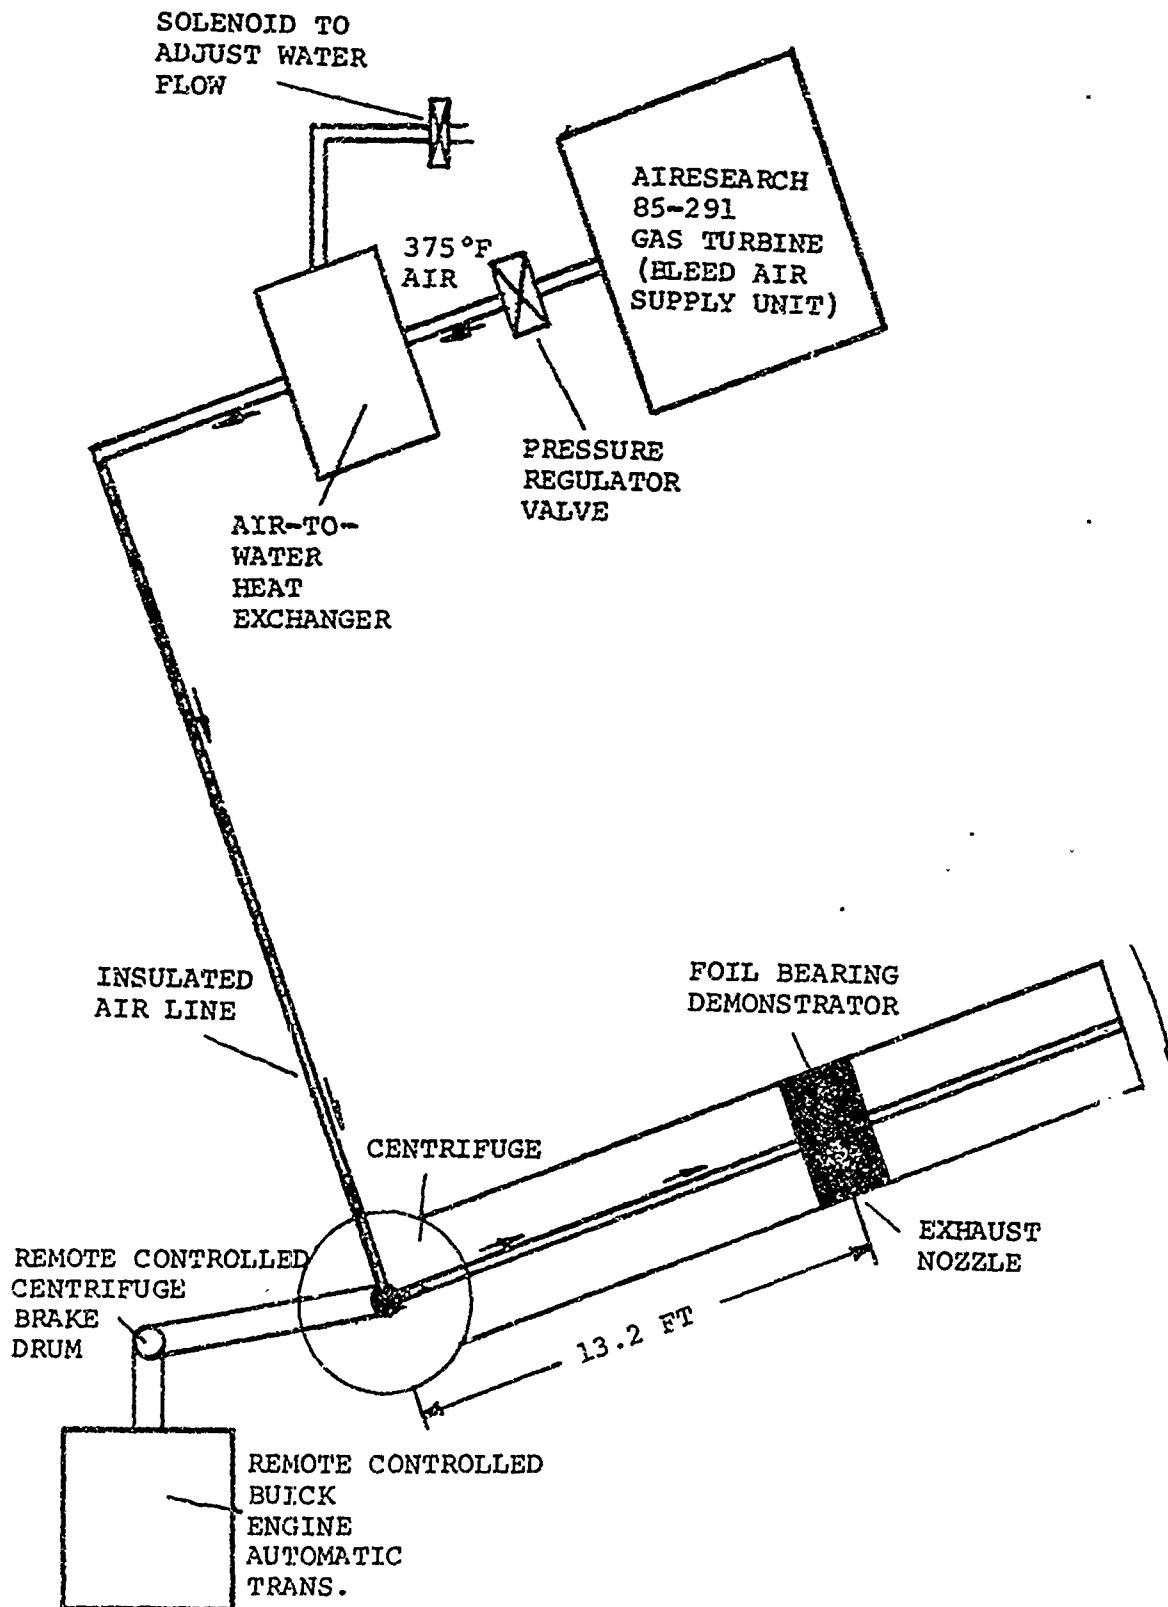 SOLENOID TO
ADJUST WATER
FLOW
AIRESEARCH
85-291
GAS TURBINE
(BLEED AIR
SUPPLY UNIT)
375°F
AIR
PRESSURE
REGULATOR
VALVE
AIR-TO-
WATER
HEAT
EXCHANGER
INSULATED
AIR LINE
FOIL BEARING
DEMONSTRATOR
CENTRIFUGE
EXHAUST
NOZZLE
REMOTE CONTROLLED
CENTRIFUGE
BRAKE
DRUM
13.2 FT
REMOTE CONTROLLED
BUICK
ENGINE
AUTOMATIC
TRANS.